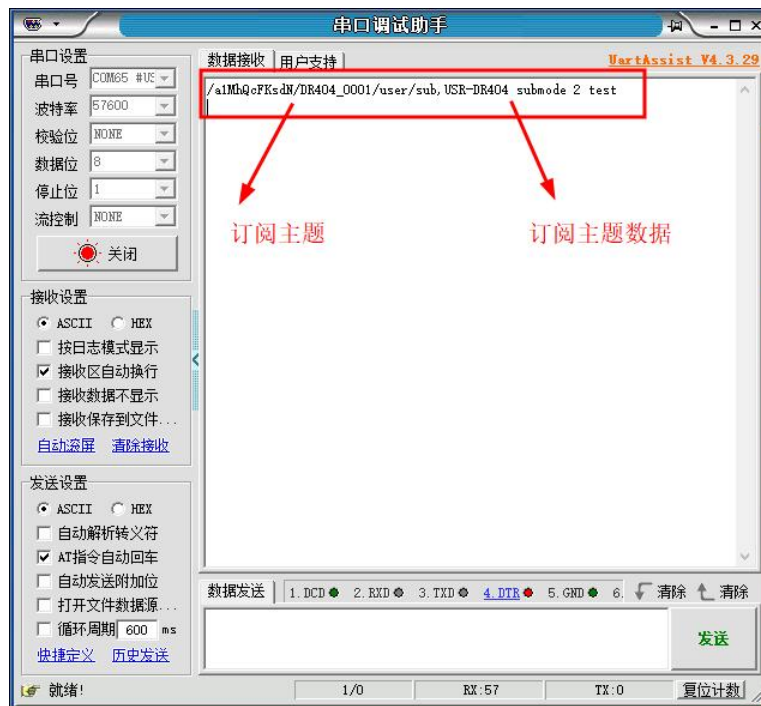 串口调试助手
串口设置
串口号 COM65 #US
波特率 57600
校验位 NONE
数据位 8
停止位 1
流控制 NONE
关闭
接收设置
ASCII HEX
按日志模式显示
接收区自动换行
接收数据不显示
接收保存到文件...
自动滚屏 清除接收
发送设置
ASCII HEX
自动解析转义符
AT指令自动回车
自动发送附加位
打开文件数据源...
循环周期 600 ms
快捷定义 历史发送
数据接收 用户支持 UartAssist V4.3.29
/a1MhQcFKsdN/DR404_0001/user/sub,USR-DR404 submode 2 test
订阅主题 订阅主题数据
数据发送 1.DCD 2.RXD 3.TXD 4.DTR 5.GND 6. 清除 清除
发送
就绪! 1/0 RX:57 TX:0 复位计数